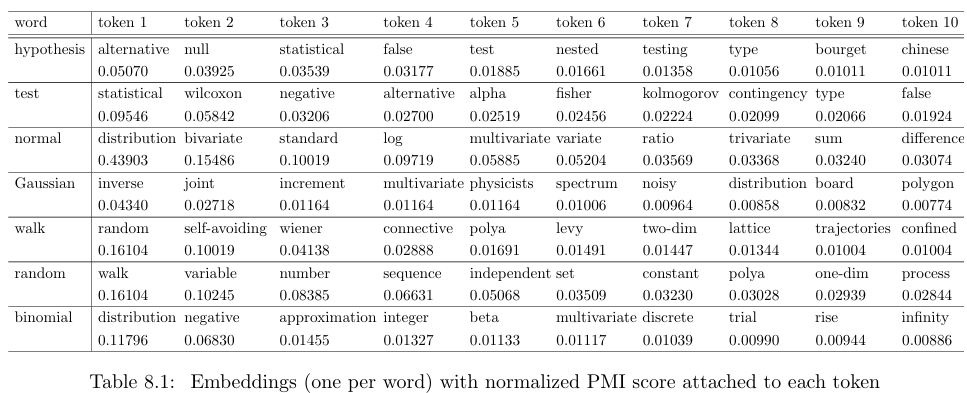 word token 1 token 2 token 3 token 4 token 5 token 6 token 7 token 8 token 9 token 10
hypothesis alternative null statistical false test nested testing type bourget chinese
0.05070 0.03925 0.03539 0.03177 0.01885 0.01661 0.01358 0.01056 0.01011 0.01011
test statistical wilcoxon negative alternative alpha fisher kolmogorov contingency type false
0.09546 0.05842 0.03206 0.02700 0.02519 0.02456 0.02224 0.02099 0.02066 0.01924
normal distribution bivariate standard log multivariate variate ratio trivariate sum difference
0.43903 0.15486 0.10019 0.09719 0.05885 0.05204 0.03569 0.03368 0.03240 0.03074
Gaussian inverse joint increment multivariate physicists spectrum noisy distribution board polygon
0.04340 0.02718 0.01164 0.01164 0.01164 0.01006 0.00964 0.00858 0.00832 0.00774
walk random self-avoiding wiener connective polya levy two-dim lattice trajectories confined
0.16104 0.10019 0.04138 0.02888 0.01691 0.01491 0.01447 0.01344 0.01004 0.01004
random walk variable number sequence independent set constant polya one-dim process
0.16104 0.10245 0.08385 0.06631 0.05068 0.03509 0.03230 0.03028 0.02939 0.02844
binomial distribution negative approximation integer beta multivariate discrete trial rise infinity
0.11796 0.06830 0.01455 0.01327 0.01133 0.01117 0.01039 0.00990 0.00944 0.00886
Table 8.1: Embeddings (one per word) with normalized PMI score attached to each token